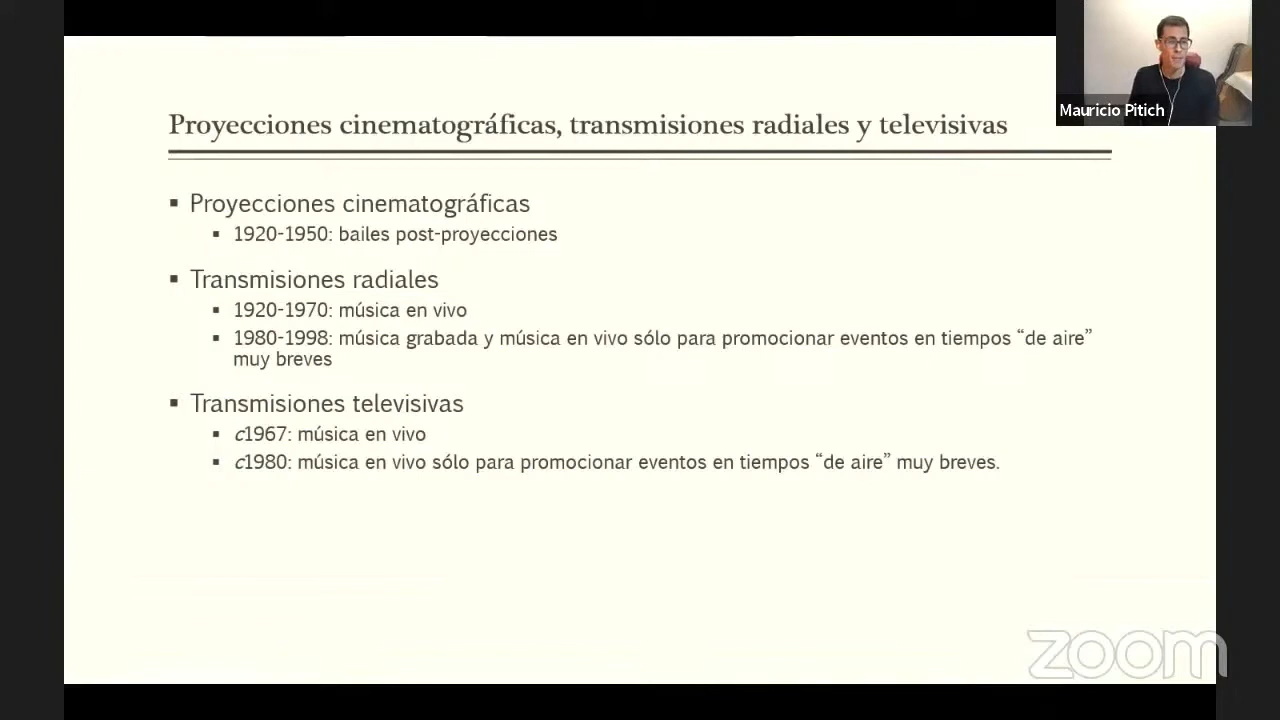 Mauricio Pitich
Proyecciones cinematográficas, transmisiones radiales y televisivas
▪ Proyecciones cinematográficas
▪ 1920-1950: bailes post-proyecciones
▪ Transmisiones radiales
▪ 1920-1970: música en vivo
▪ 1980-1998: música grabada y música en vivo sólo para promocionar eventos en tiempos “de aire”
muy breves
▪ Transmisiones televisivas
▪ c1967: música en vivo
▪ c1980: música en vivo sólo para promocionar eventos en tiempos “de aire” muy breves.
zoom